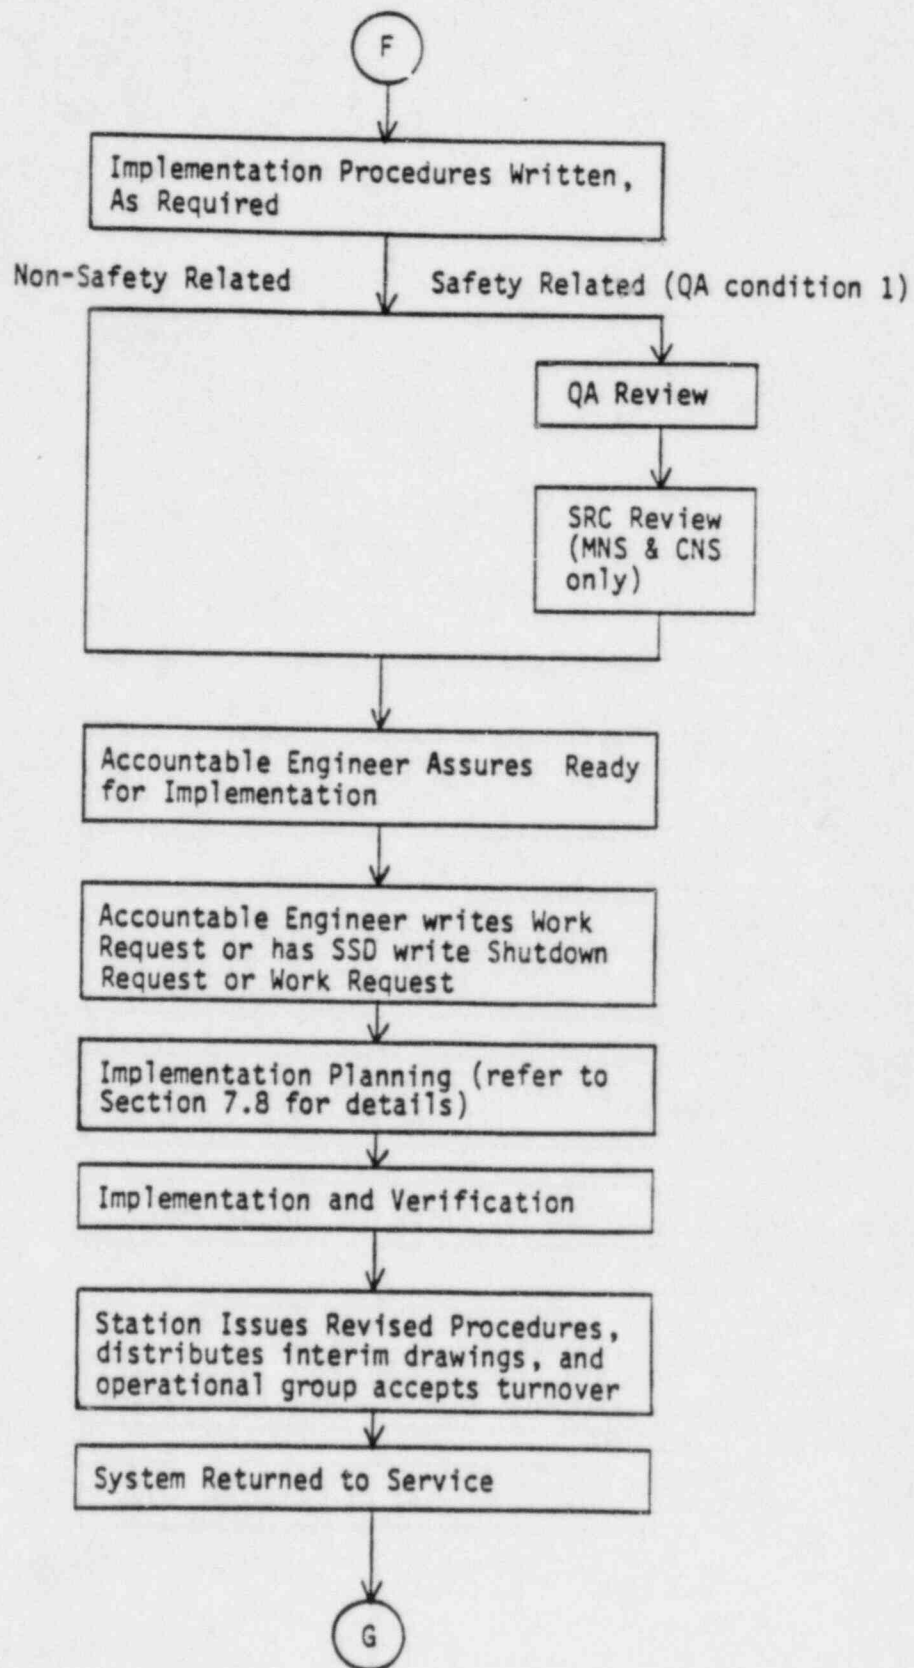 F
Implementation Procedures Written,
As Required
Non-Safety Related
Safety Related (QA condition 1)
QA Review
SRC Review
(MNS & CNS
only)
Accountable Engineer Assures Ready
for Implementation
Accountable Engineer writes Work
Request or has SSD write Shutdown
Request or Work Request
Implementation Planning (refer to
Section 7.8 for details)
Implementation and Verification
Station Issues Revised Procedures,
distributes interim drawings, and
operational group accepts turnover
System Returned to Service
G